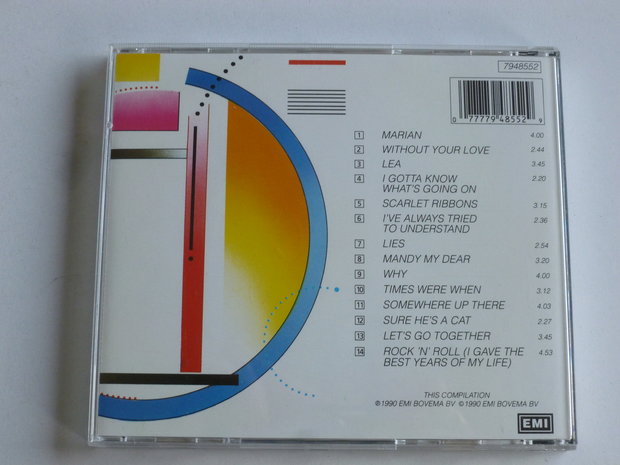 7948552
0 77779 48552 9
1 MARIAN 4.00
2 WITHOUT YOUR LOVE 2.44
3 LEA 3.45
4 I GOTTA KNOW 2.20
WHAT'S GOING ON
5 SCARLET RIBBONS 3.15
6 I'VE ALWAYS TRIED 2.36
TO UNDERSTAND
7 LIES 2.54
8 MANDY MY DEAR 3.20
9 WHY 4.00
10 TIMES WERE WHEN 3.12
11 SOMEWHERE UP THERE 4.03
12 SURE HE'S A CAT 2.27
13 LET'S GO TOGETHER 3.45
14 ROCK 'N' ROLL (I GAVE THE 4.53
BEST YEARS OF MY LIFE)
THIS COMPILATION
℗1990 EMI BOVEMA BV ©1990 EMI BOVEMA BV
EMI